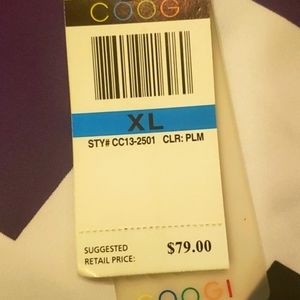 COOGI
XL
STY# CC13-2501 CLR: PLM
SUGGESTED
RETAIL PRICE: $79.00
COOGI